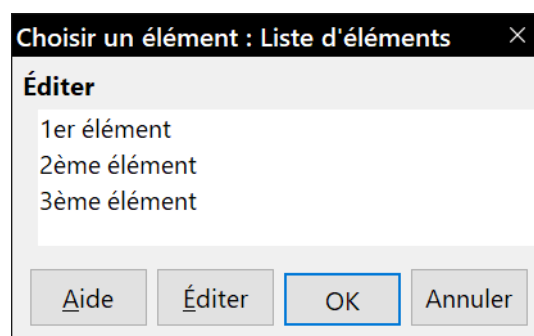 Choisir un élément : Liste d'éléments
Éditer
1er élément
2ème élément
3ème élément
Aide Éditer OK Annuler